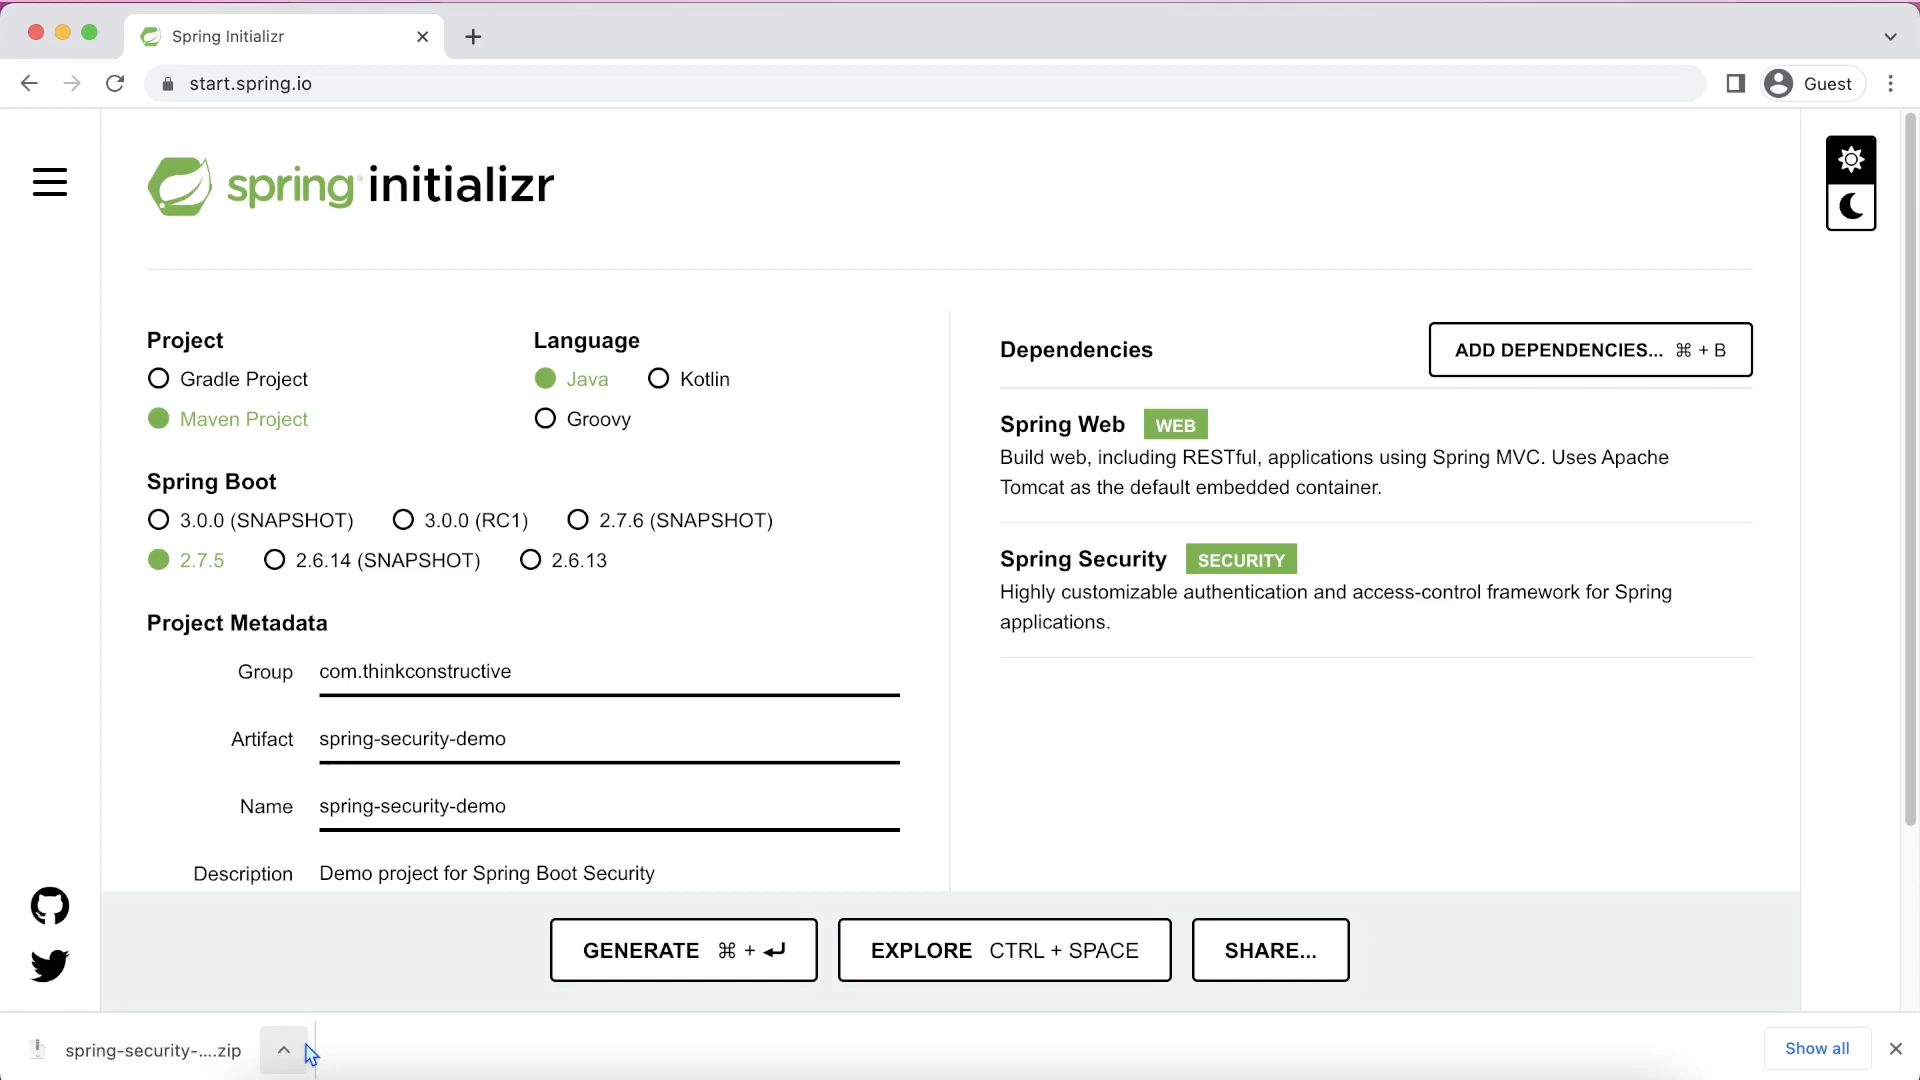 Spring Initializr
start.spring.io
Guest
spring initializr
Project
Gradle Project
Maven Project
Language
Java
Kotlin
Groovy
Spring Boot
3.0.0 (SNAPSHOT)
3.0.0 (RC1)
2.7.6 (SNAPSHOT)
2.7.5
2.6.14 (SNAPSHOT)
2.6.13
Project Metadata
Group com.thinkconstructive
Artifact spring-security-demo
Name spring-security-demo
Description Demo project for Spring Boot Security
Dependencies
ADD DEPENDENCIES... ⌘ + B
Spring Web WEB
Build web, including RESTful, applications using Spring MVC. Uses Apache
Tomcat as the default embedded container.
Spring Security SECURITY
Highly customizable authentication and access-control framework for Spring
applications.
GENERATE ⌘ + ↵
EXPLORE CTRL + SPACE
SHARE...
spring-security-....zip
Show all